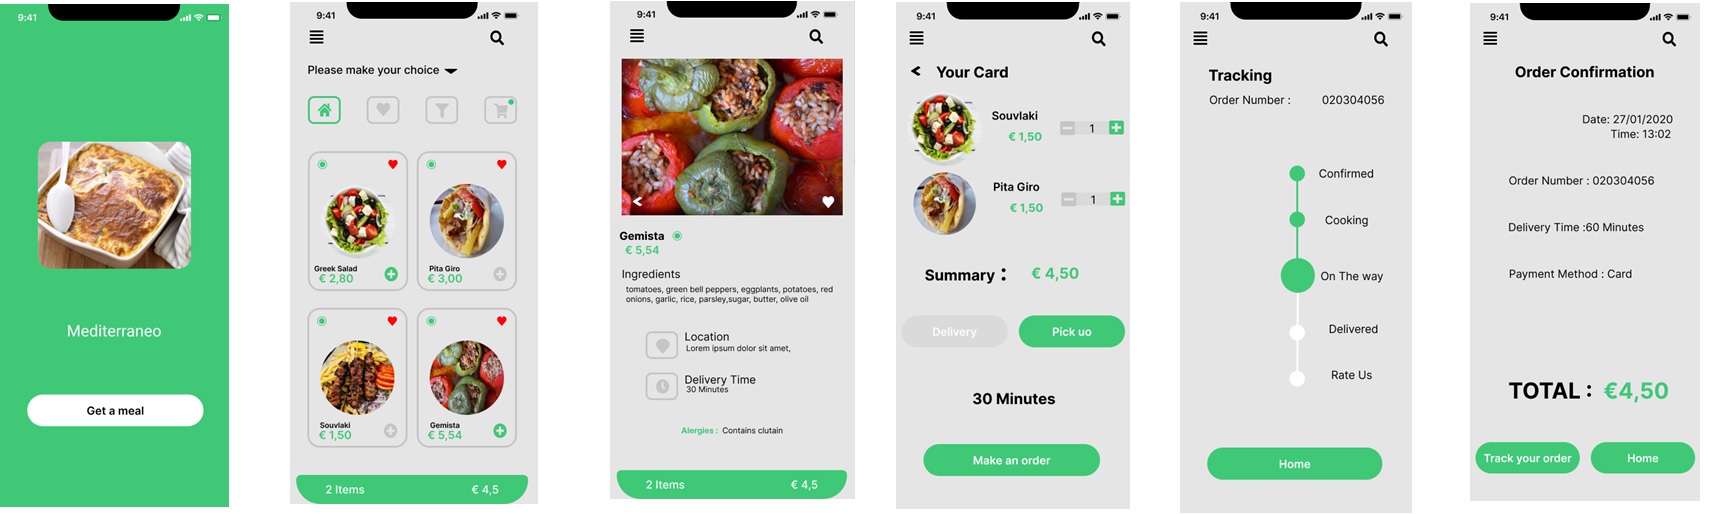 9:41
Mediterraneo
Get a meal
9:41
Please make your choice
Greek Salad
€ 2,80
Pita Giro
€ 3,00
Souvlaki
€ 1,50
Gemista
€ 5,54
2 Items € 4,5
9:41
Gemista
€ 5,54
Ingredients
tomatoes, green bell peppers, eggplants, potatoes, red
onions, garlic, rice, parsley,sugar, butter, olive oil
Location
Lorem ipsum dolor sit amet,
Delivery Time
30 Minutes
Alergies : Contains clutain
2 Items € 4,5
9:41
Your Card
Souvlaki
€ 1,50
1
Pita Giro
€ 1,50
1
Summary : € 4,50
Delivery Pick uo
30 Minutes
Make an order
9:41
Tracking
Order Number : 020304056
Confirmed
Cooking
On The way
Delivered
Rate Us
Home
9:41
Order Confirmation
Date: 27/01/2020
Time: 13:02
Order Number : 020304056
Delivery Time :60 Minutes
Payment Method : Card
TOTAL : €4,50
Track your order Home